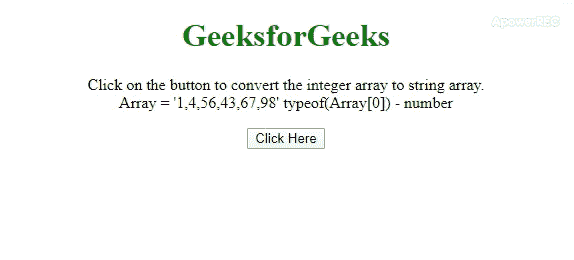 GeeksforGeeks
ApowerREC
Click on the button to convert the integer array to string array.
Array = '1,4,56,43,67,98' typeof(Array[0]) - number
Click Here